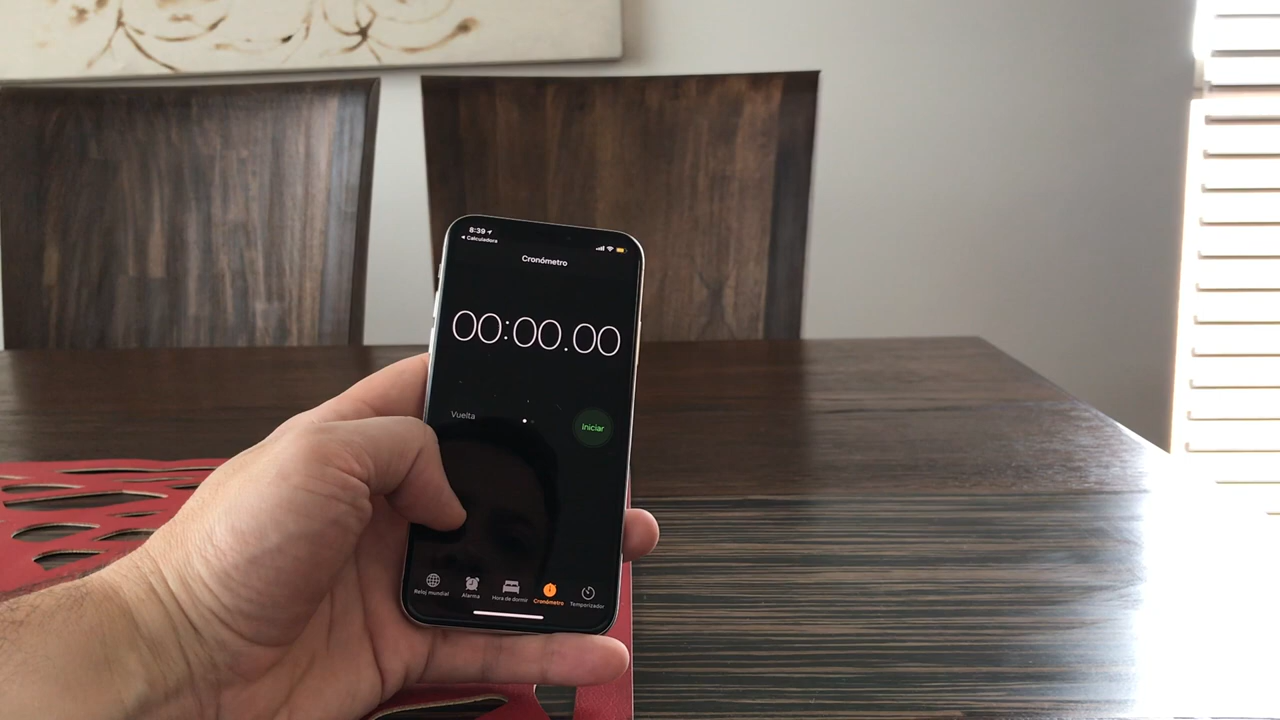 8:39
◀ Calculadora
Cronómetro
00:00.00
Vuelta
Iniciar
Reloj mundial
Alarma
Hora de dormir
Cronómetro
Temporizador